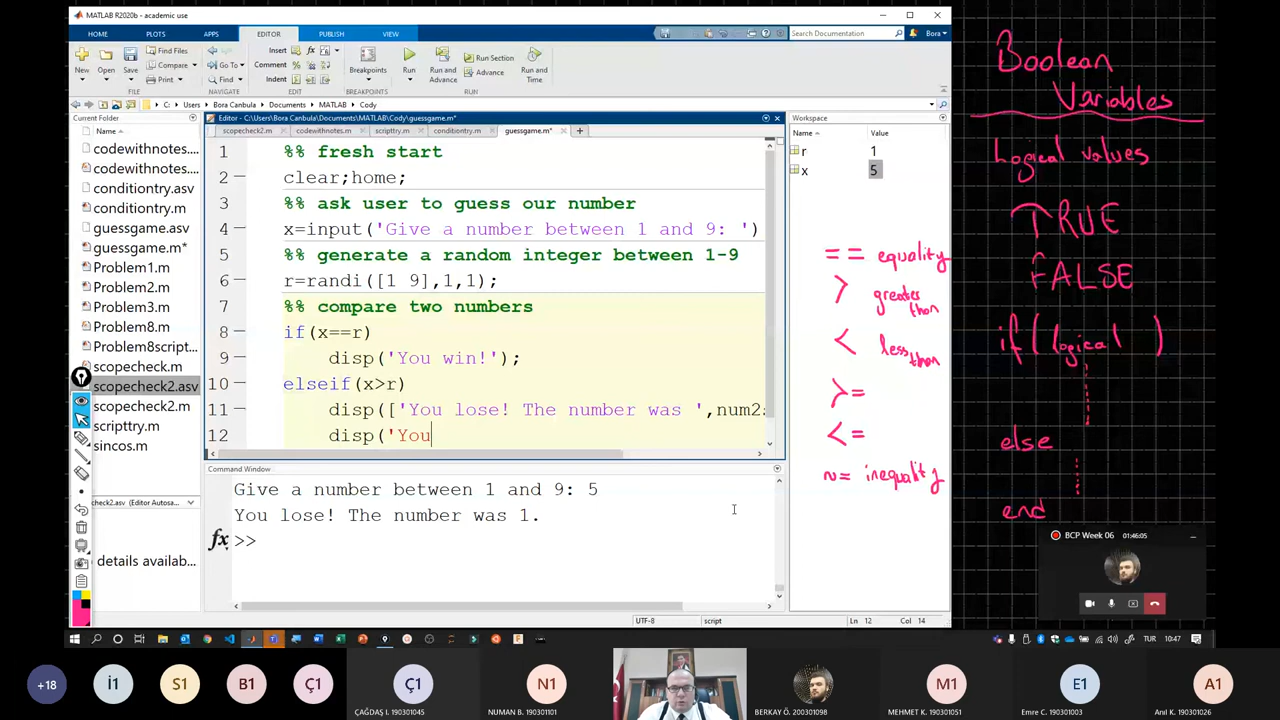 MATLAB R2020b - academic use
HOME PLOTS APPS EDITOR PUBLISH VIEW
Search Documentation Bora
New Open Save Find Files Compare Print Go To Find Insert Comment Indent Breakpoints Run Run and Advance Run Section Advance Run and Time
FILE NAVIGATE EDIT BREAKPOINTS RUN
C: Users Bora Canbula Documents MATLAB Cody
Current Folder
Name
codewithnotes....
codewithnotes....
conditiontry.asv
conditiontry.m
guessgame.asv
guessgame.m*
Problem1.m
Problem2.m
Problem3.m
Problem8.m
Problem8script...
scopecheck.m
scopecheck2.asv
scopecheck2.m
scripttry.m
sincos.m
check2.asv (Editor Autosa...
details availab...
Editor - C:\Users\Bora Canbula\Documents\MATLAB\Cody\guessgame.m*
scopecheck2.m codewithnotes.m scripttry.m conditiontry.m guessgame.m*
1 %% fresh start
2 clear;home;
3 %% ask user to guess our number
4 x=input('Give a number between 1 and 9: ')
5 %% generate a random integer between 1-9
6 r=randi([1 9],1,1);
7 %% compare two numbers
8 if(x==r)
9 disp('You win!');
10 elseif(x>r)
11 disp(['You lose! The number was ',num2
12 disp('You
Command Window
Give a number between 1 and 9: 5
You lose! The number was 1.
fx >>
UTF-8 script Ln 12 Col 14
Workspace
Name Value
r 1
x 5
== equality
> greater than
< less than
>=
<=
~= inequality
Boolean
Variables
Logical values
TRUE
FALSE
if( logical )
else
end
BCP Week 06 01:46:05
TUR 10:47
+18 İ1 S1 B1 Ç1 Ç1 N1 M1 E1 A1
ÇAĞDAŞ I. 190301045 NUMAN B. 190301101 BERKAY Ö. 200301098 MEHMET K. 190301051 Emre C. 190301003 Anıl K. 190301026